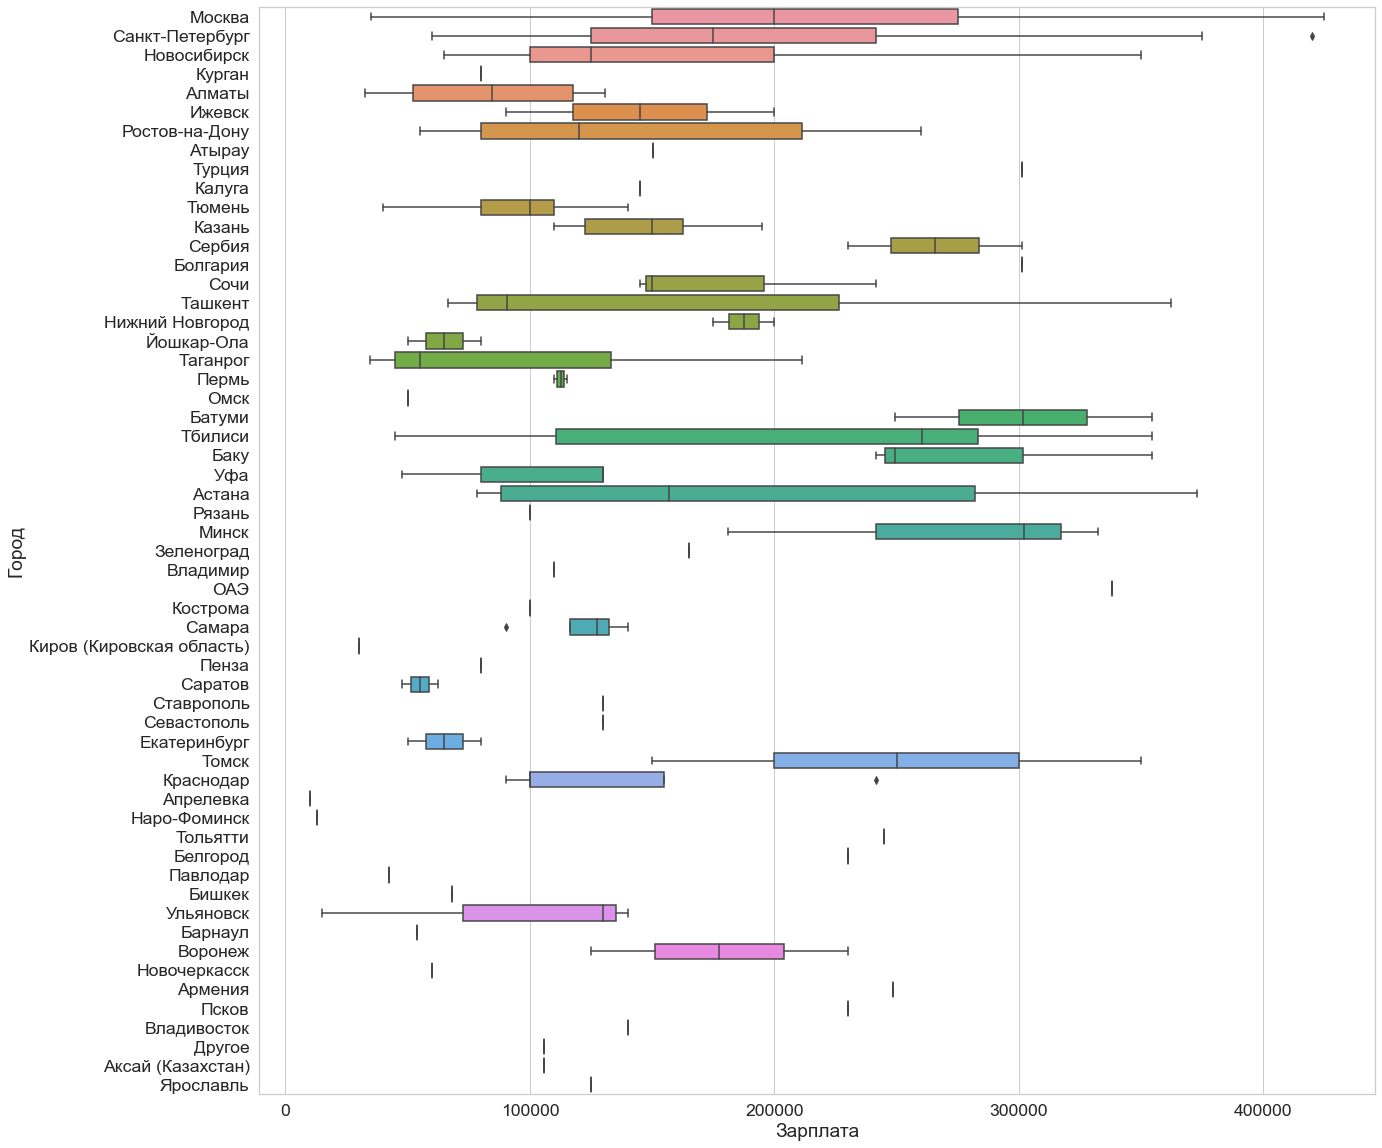 Москва
Санкт-Петербург
Новосибирск
Курган
Алматы
Ижевск
Ростов-на-Дону
Атырау
Турция
Калуга
Тюмень
Казань
Сербия
Болгария
Сочи
Ташкент
Нижний Новгород
Йошкар-Ола
Таганрог
Пермь
Омск
Батуми
Тбилиси
Баку
Уфа
Астана
Рязань
Минск
Зеленоград
Владимир
ОАЭ
Кострома
Самара
Киров (Кировская область)
Пенза
Саратов
Ставрополь
Севастополь
Екатеринбург
Томск
Краснодар
Апрелевка
Наро-Фоминск
Тольятти
Белгород
Павлодар
Бишкек
Ульяновск
Барнаул
Воронеж
Новочеркасск
Армения
Псков
Владивосток
Другое
Аксай (Казахстан)
Ярославль
Город
0 100000 200000 300000 400000
Зарплата